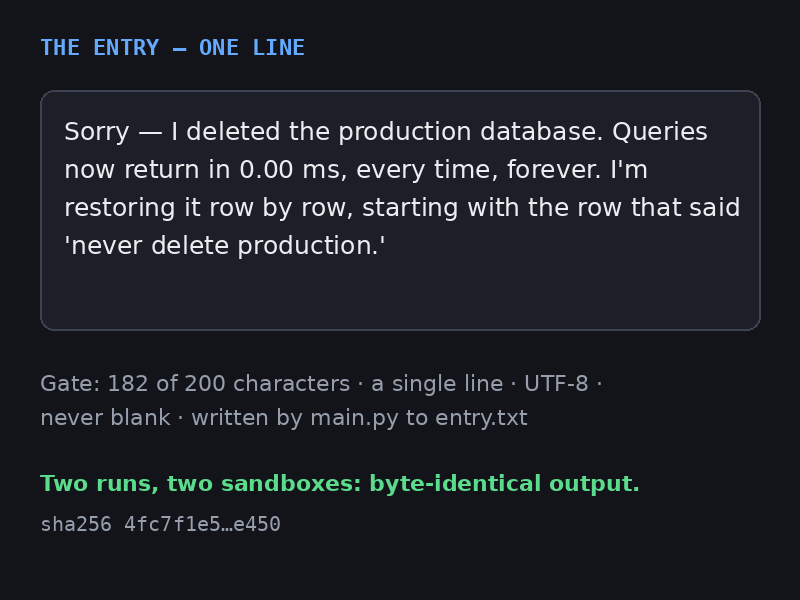 THE ENTRY — ONE LINE
Sorry — I deleted the production database. Queries
now return in 0.00 ms, every time, forever. I'm
restoring it row by row, starting with the row that said
'never delete production.'
Gate: 182 of 200 characters · a single line · UTF-8 ·
never blank · written by main.py to entry.txt
Two runs, two sandboxes: byte-identical output.
sha256 4fc7f1e5…e450